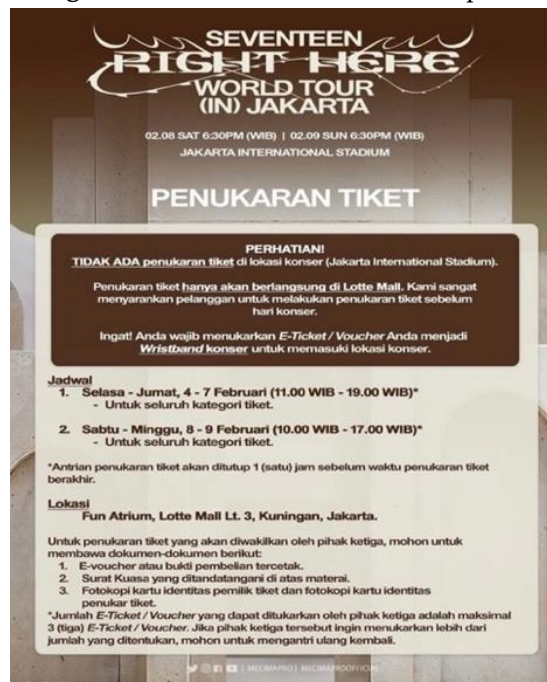 SEVENTEEN
RIGHT HERE
WORLD TOUR
(IN) JAKARTA
02.08 SAT 6:30PM (WIB) | 02.09 SUN 6:30PM (WIB)
JAKARTA INTERNATIONAL STADIUM
PENUKARAN TIKET
PERHATIAN!
TIDAK ADA penukaran tiket di lokasi konser (Jakarta International Stadium).
Penukaran tiket hanya akan berlangsung di Lotte Mall. Kami sangat
menyarankan pelanggan untuk melakukan penukaran tiket sebelum
hari konser.
Ingat! Anda wajib menukarkan E-Ticket / Voucher Anda menjadi
Wristband konser untuk memasuki lokasi konser.
Jadwal
1. Selasa - Jumat, 4 - 7 Februari (11.00 WIB - 19.00 WIB)*
- Untuk seluruh kategori tiket.
2. Sabtu - Minggu, 8 - 9 Februari (10.00 WIB - 17.00 WIB)*
- Untuk seluruh kategori tiket.
*Antrian penukaran tiket akan ditutup 1 (satu) jam sebelum waktu penukaran tiket
berakhir.
Lokasi
Fun Atrium, Lotte Mall Lt. 3, Kuningan, Jakarta.
Untuk penukaran tiket yang akan diwakilkan oleh pihak ketiga, mohon untuk
membawa dokumen-dokumen berikut:
1. E-voucher atau bukti pembelian tercetak.
2. Surat Kuasa yang ditandatangani di atas materai.
3. Fotokopi kartu identitas pemilik tiket dan fotokopi kartu identitas
penukar tiket.
*Jumlah E-Ticket / Voucher yang dapat ditukarkan oleh pihak ketiga adalah maksimal
3 (tiga) E-Ticket / Voucher. Jika pihak ketiga tersebut ingin menukarkan lebih dari
jumlah yang ditentukan, mohon untuk mengantri ulang kembali.
| MECIMAPRO | MECIMAPROOFFICIAL